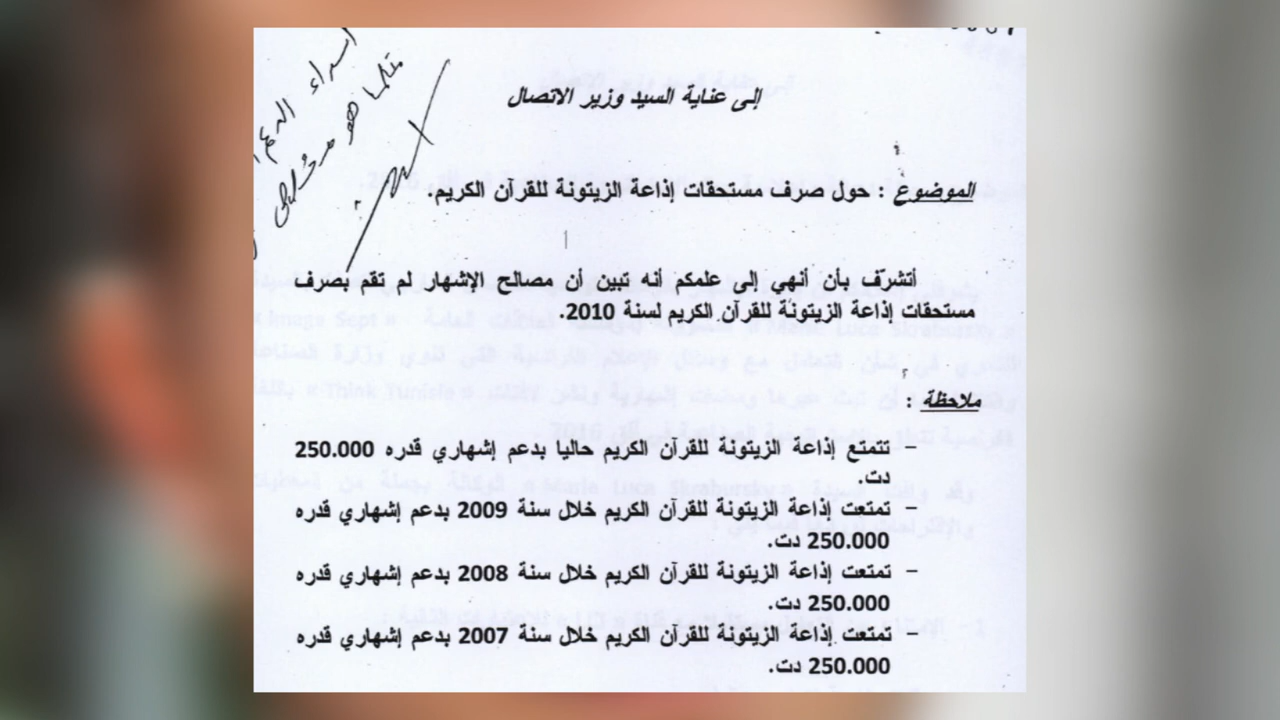 إلى عناية السيد وزير الاتصال
الموضوع : حول صرف مستحقات إذاعة الزيتونة للقرآن الكريم.
أتشرف بأن أنهي إلى علمكم أنه تبين أن مصالح الإشهار لم تقم بصرف
مستحقات إذاعة الزيتونة للقرآن الكريم لسنة 2010.
ملاحظة :
– تتمتع إذاعة الزيتونة للقرآن الكريم حاليا بدعم إشهاري قدره 250.000
دت.
– تمتعت إذاعة الزيتونة للقرآن الكريم خلال سنة 2009 بدعم إشهاري قدره
250.000 دت.
– تمتعت إذاعة الزيتونة للقرآن الكريم خلال سنة 2008 بدعم إشهاري قدره
250.000 دت.
– تمتعت إذاعة الزيتونة للقرآن الكريم خلال سنة 2007 بدعم إشهاري قدره
250.000 دت.